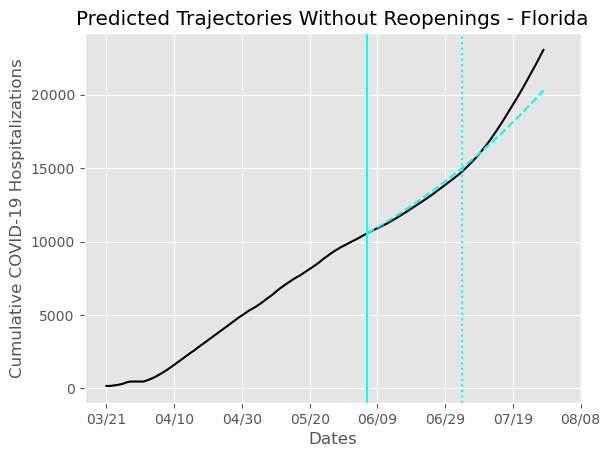 Predicted Trajectories Without Reopenings - Florida
Cumulative COVID-19 Hospitalizations
20000
15000
10000
5000
0
03/21 04/10 04/30 05/20 06/09 06/29 07/19 08/08
Dates